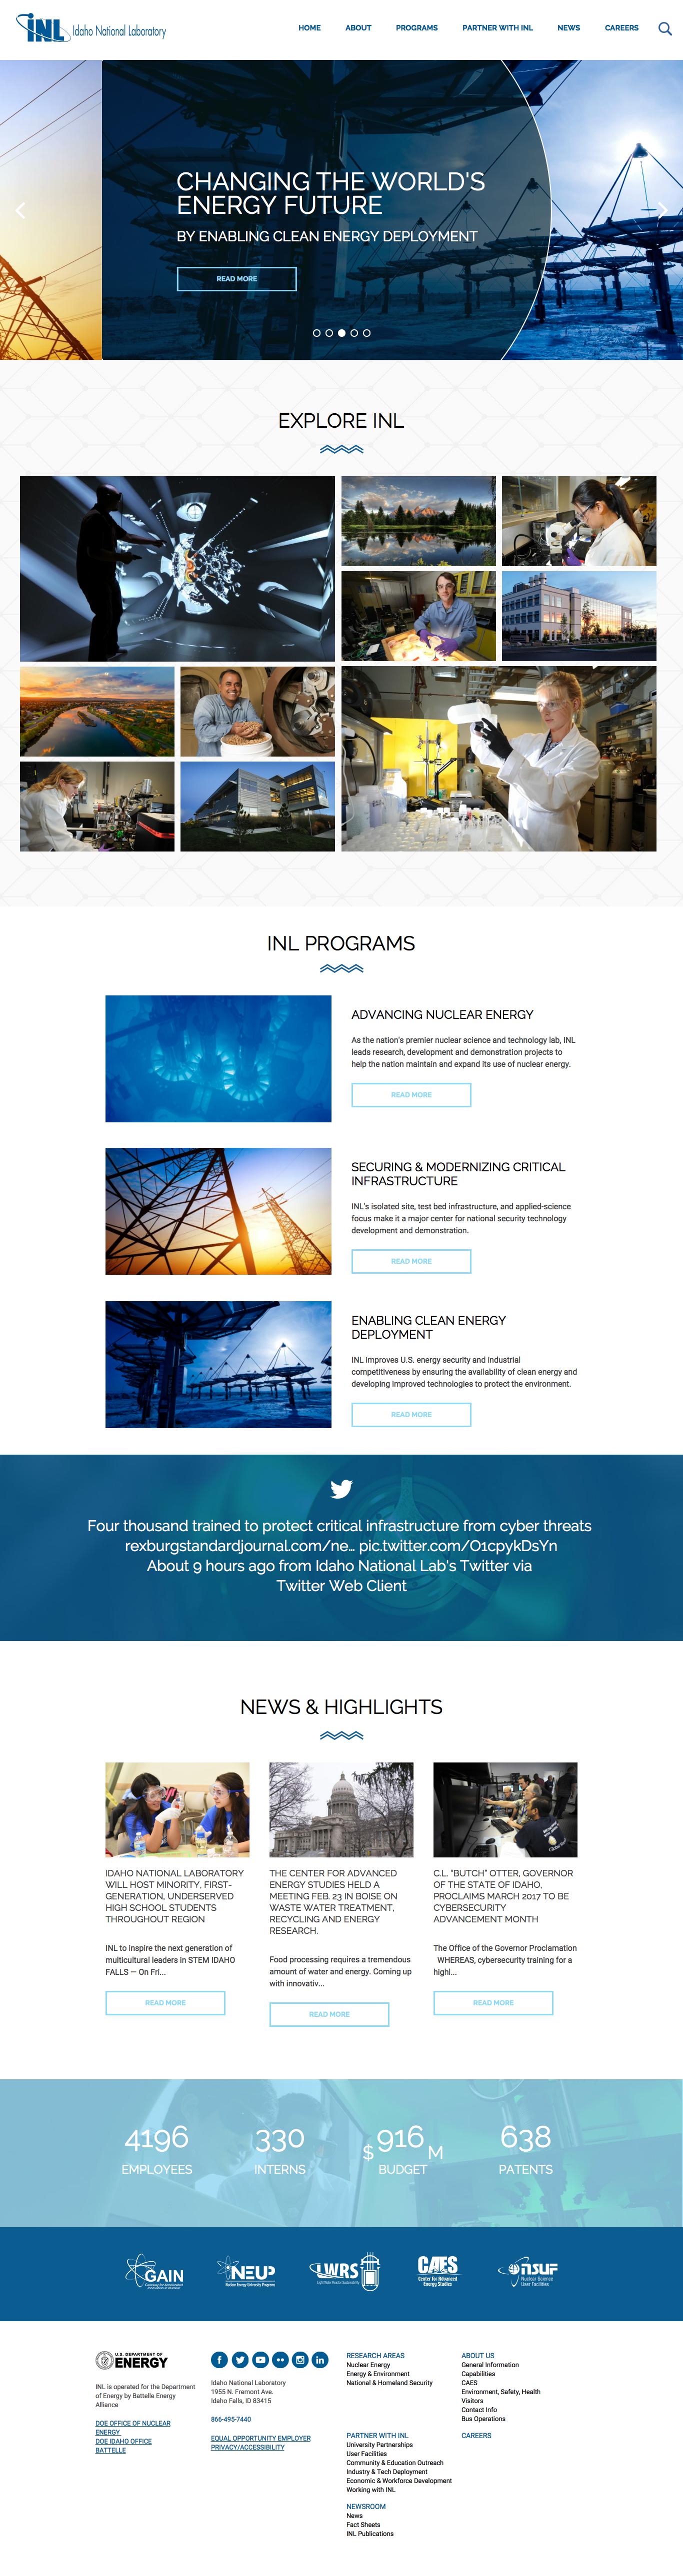 INL Idaho National Laboratory
HOME ABOUT PROGRAMS PARTNER WITH INL NEWS CAREERS
CHANGING THE WORLD'S
ENERGY FUTURE
BY ENABLING CLEAN ENERGY DEPLOYMENT
READ MORE
EXPLORE INL
INL PROGRAMS
ADVANCING NUCLEAR ENERGY
As the nation's premier nuclear science and technology lab, INL
leads research, development and demonstration projects to
help the nation maintain and expand its use of nuclear energy.
READ MORE
SECURING & MODERNIZING CRITICAL
INFRASTRUCTURE
INL's isolated site, test bed infrastructure, and applied-science
focus make it a major center for national security technology
development and demonstration.
READ MORE
ENABLING CLEAN ENERGY
DEPLOYMENT
INL improves U.S. energy security and industrial
competitiveness by ensuring the availability of clean energy and
developing improved technologies to protect the environment.
READ MORE
Four thousand trained to protect critical infrastructure from cyber threats
rexburgstandardjournal.com/ne… pic.twitter.com/O1cpykDsYn
About 9 hours ago from Idaho National Lab's Twitter via
Twitter Web Client
NEWS & HIGHLIGHTS
IDAHO NATIONAL LABORATORY
WILL HOST MINORITY, FIRST-
GENERATION, UNDERSERVED
HIGH SCHOOL STUDENTS
THROUGHOUT REGION
INL to inspire the next generation of
multicultural leaders in STEM IDAHO
FALLS — On Fri...
READ MORE
THE CENTER FOR ADVANCED
ENERGY STUDIES HELD A
MEETING FEB. 23 IN BOISE ON
WASTE WATER TREATMENT,
RECYCLING AND ENERGY
RESEARCH.
Food processing requires a tremendous
amount of water and energy. Coming up
with innovativ...
READ MORE
C.L. "BUTCH" OTTER, GOVERNOR
OF THE STATE OF IDAHO,
PROCLAIMS MARCH 2017 TO BE
CYBERSECURITY
ADVANCEMENT MONTH
The Office of the Governor Proclamation
WHEREAS, cybersecurity training for a
highl...
READ MORE
4196
EMPLOYEES
330
INTERNS
$ 916 M
BUDGET
638
PATENTS
GAIN
NEUP
Nuclear Energy University Programs
LWRS
Light Water Reactor Sustainability
CAES
Center for Advanced
Energy Studies
NSUF
Nuclear Science
User Facilities
U.S. DEPARTMENT OF
ENERGY
INL is operated for the Department
of Energy by Battelle Energy
Alliance
DOE OFFICE OF NUCLEAR
ENERGY
DOE IDAHO OFFICE
BATTELLE
Idaho National Laboratory
1955 N. Fremont Ave.
Idaho Falls, ID 83415
866-495-7440
EQUAL OPPORTUNITY EMPLOYER
PRIVACY/ACCESSIBILITY
RESEARCH AREAS
Nuclear Energy
Energy & Environment
National & Homeland Security
ABOUT US
General Information
Capabilities
CAES
Environment, Safety, Health
Visitors
Contact Info
Bus Operations
PARTNER WITH INL
University Partnerships
User Facilities
Community & Education Outreach
Industry & Tech Deployment
Economic & Workforce Development
Working with INL
CAREERS
NEWSROOM
News
Fact Sheets
INL Publications